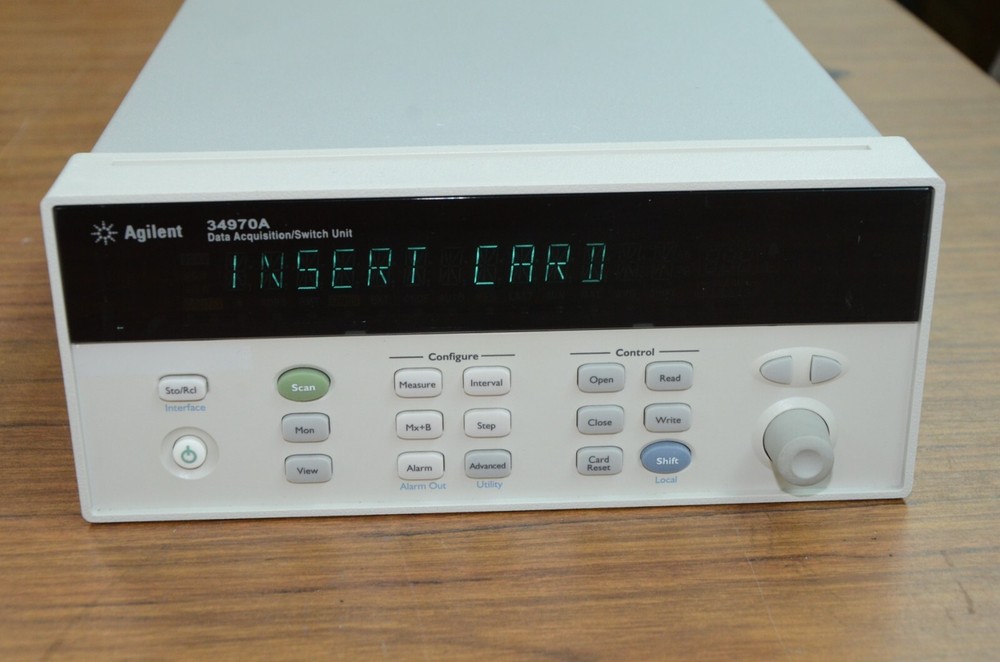 Agilent
34970A
Data Acquisition/Switch Unit
INSERT CARD
Configure
Control
Sto/Rcl
Interface
Scan
Measure
Interval
Open
Read
Mon
Mx+B
Step
Close
Write
View
Alarm
Alarm Out
Advanced
Utility
Card
Reset
Shift
Local